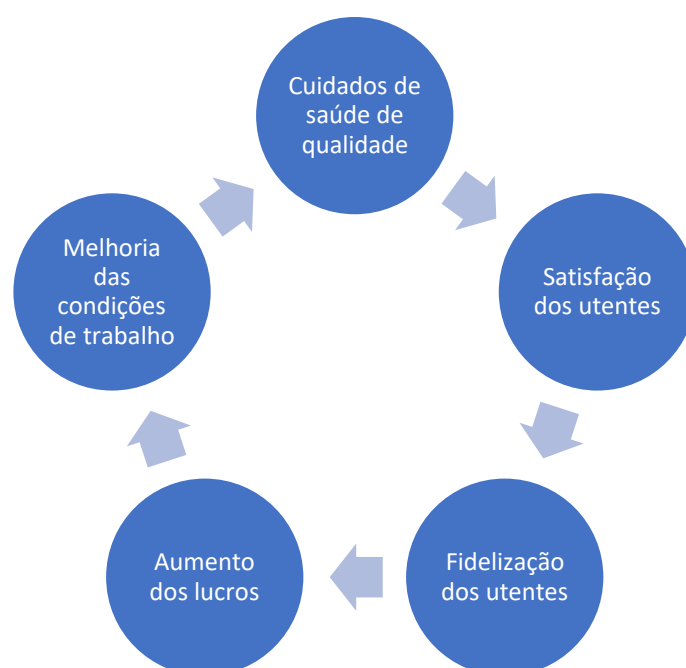 Cuidados de
saúde de
qualidade
Satisfação
dos utentes
Fidelização
dos utentes
Aumento
dos lucros
Melhoria
das
condições
de trabalho